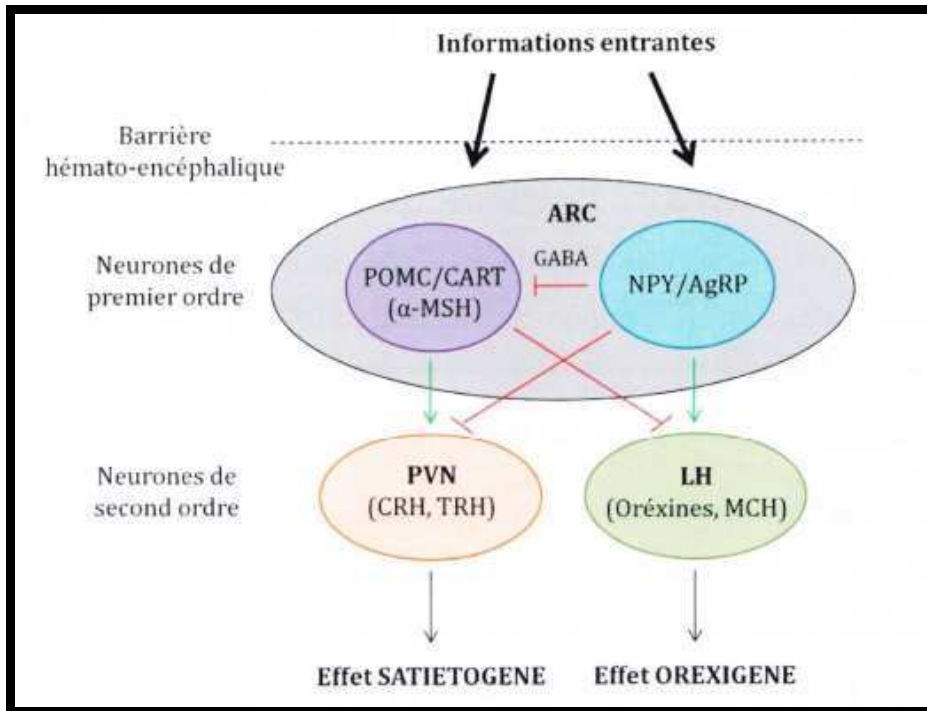 Informations entrantes
Barrière
hémato-encéphalique
ARC
Neurones de
premier ordre
POMC/CART
(α-MSH)
GABA
NPY/AgRP
Neurones de
second ordre
PVN
(CRH, TRH)
LH
(Oréxines, MCH)
Effet SATIETOGENE
Effet OREXIGENE